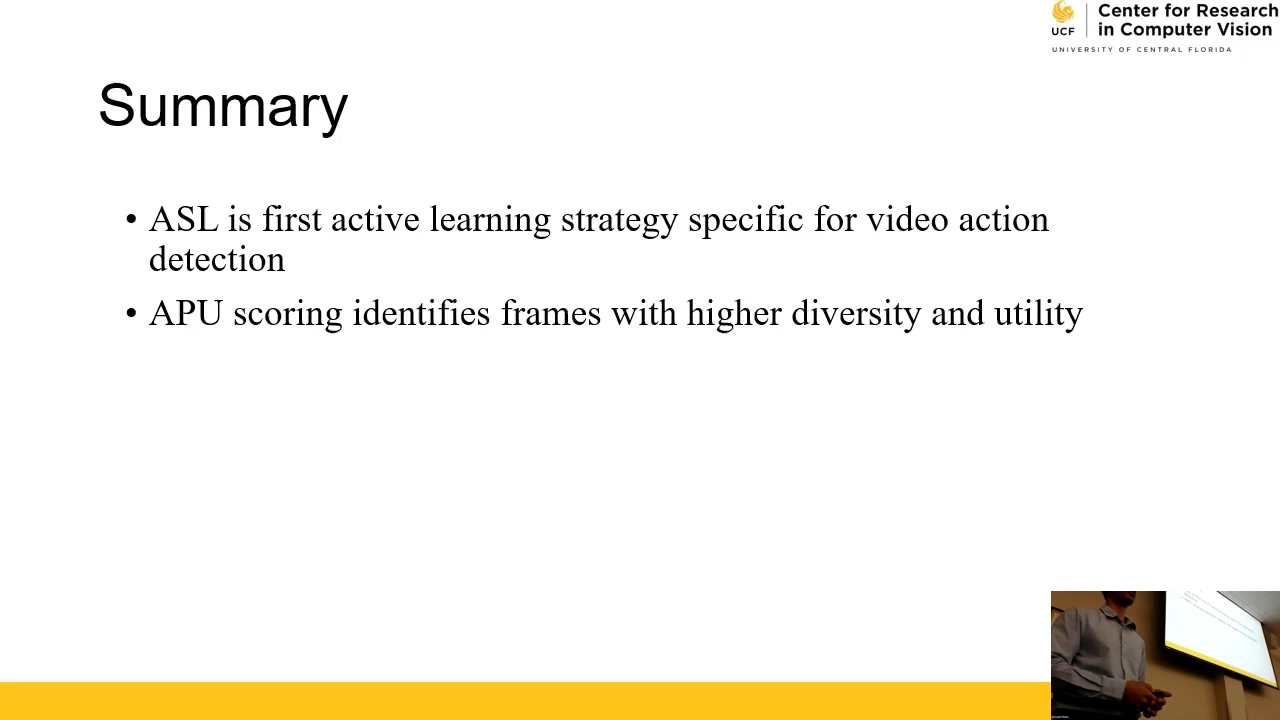 UCF
Center for Research
in Computer Vision
UNIVERSITY OF CENTRAL FLORIDA
Summary
• ASL is first active learning strategy specific for video action
detection
• APU scoring identifies frames with higher diversity and utility